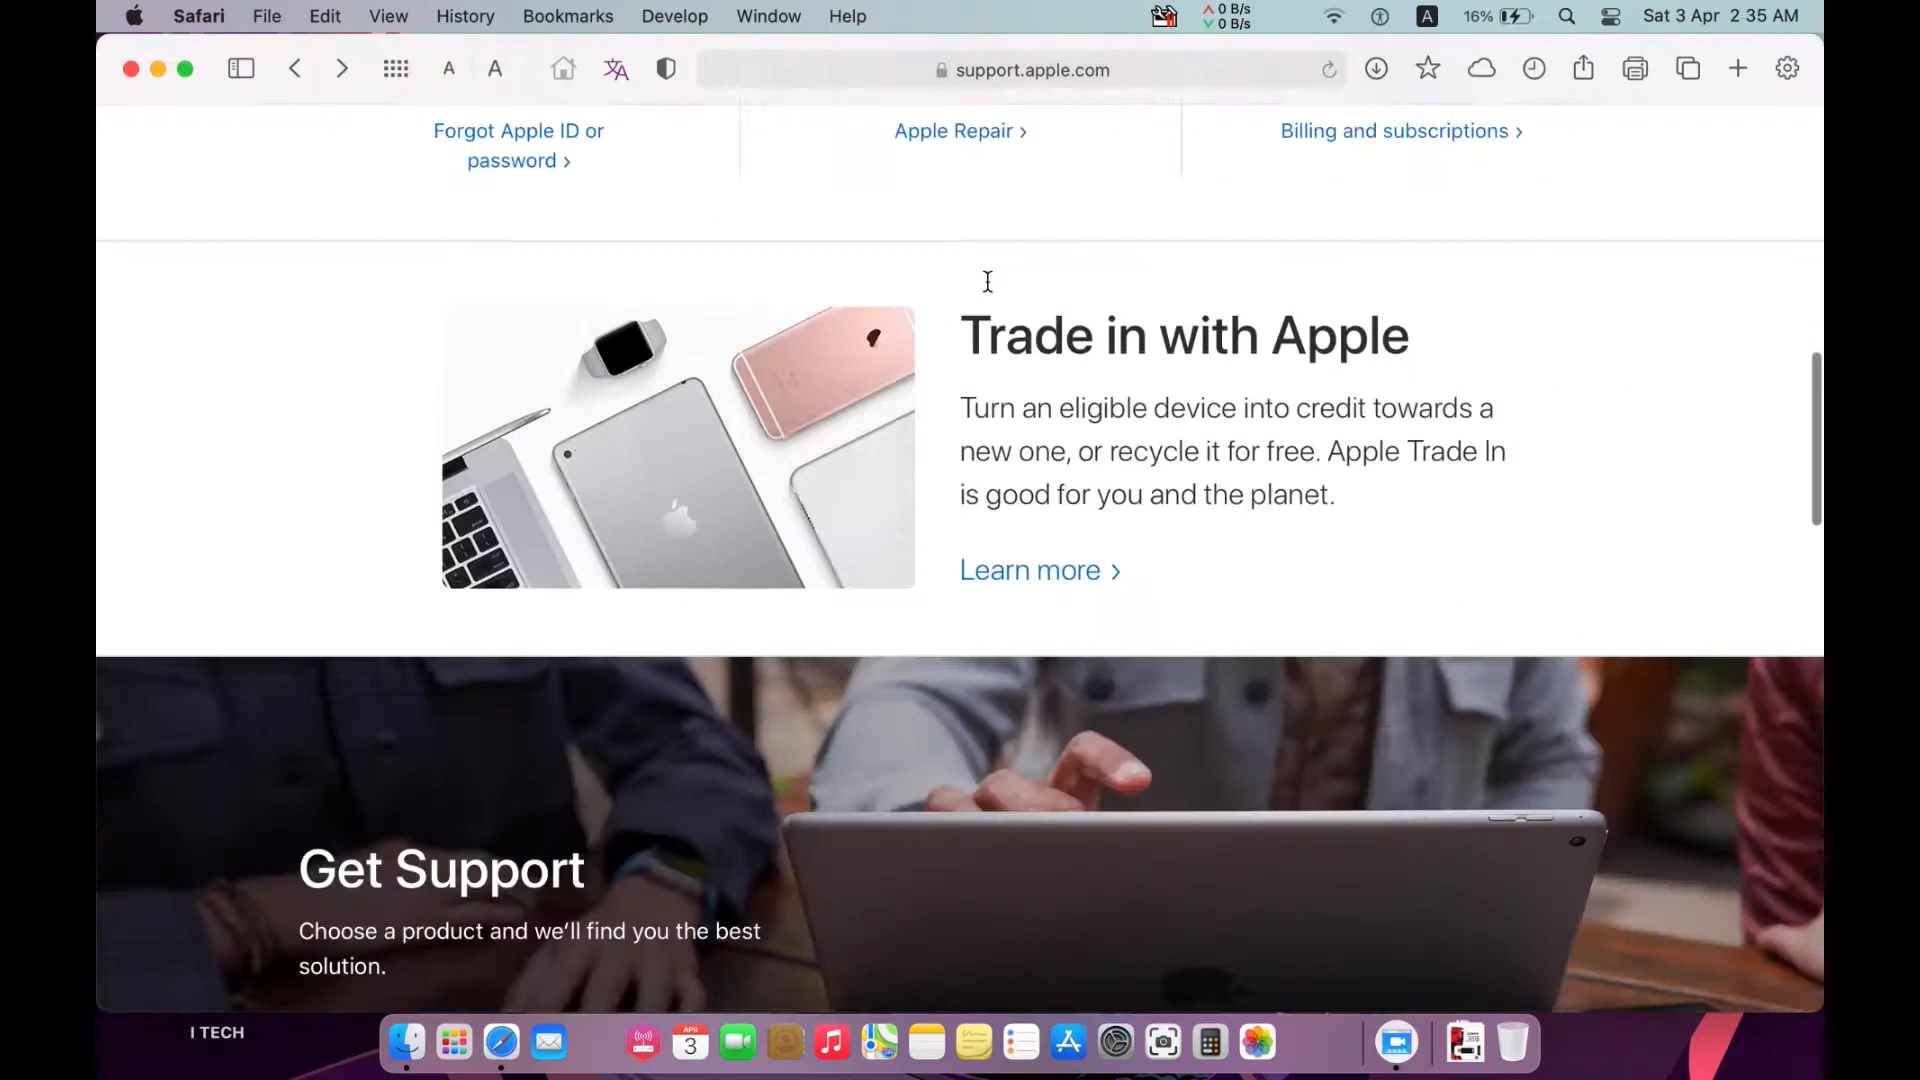 Safari File Edit View History Bookmarks Develop Window Help 0 B/s 0 B/s A 16% Sat 3 Apr 2 35 AM
A A support.apple.com
Forgot Apple ID or
password ›
Apple Repair ›
Billing and subscriptions ›
Trade in with Apple
Turn an eligible device into credit towards a
new one, or recycle it for free. Apple Trade In
is good for you and the planet.
Learn more ›
Get Support
Choose a product and we'll find you the best
solution.
I TECH
APR
3